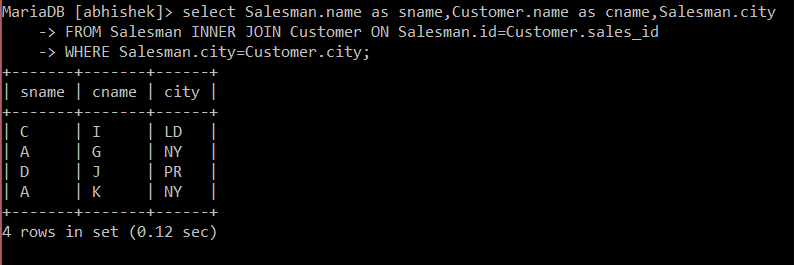 MariaDB [abhishek]> select Salesman.name as sname,Customer.name as cname,Salesman.city
    -> FROM Salesman INNER JOIN Customer ON Salesman.id=Customer.sales_id
    -> WHERE Salesman.city=Customer.city;
+-------+-------+------+
| sname | cname | city |
+-------+-------+------+
| C     | I     | LD   |
| A     | G     | NY   |
| D     | J     | PR   |
| A     | K     | NY   |
+-------+-------+------+
4 rows in set (0.12 sec)